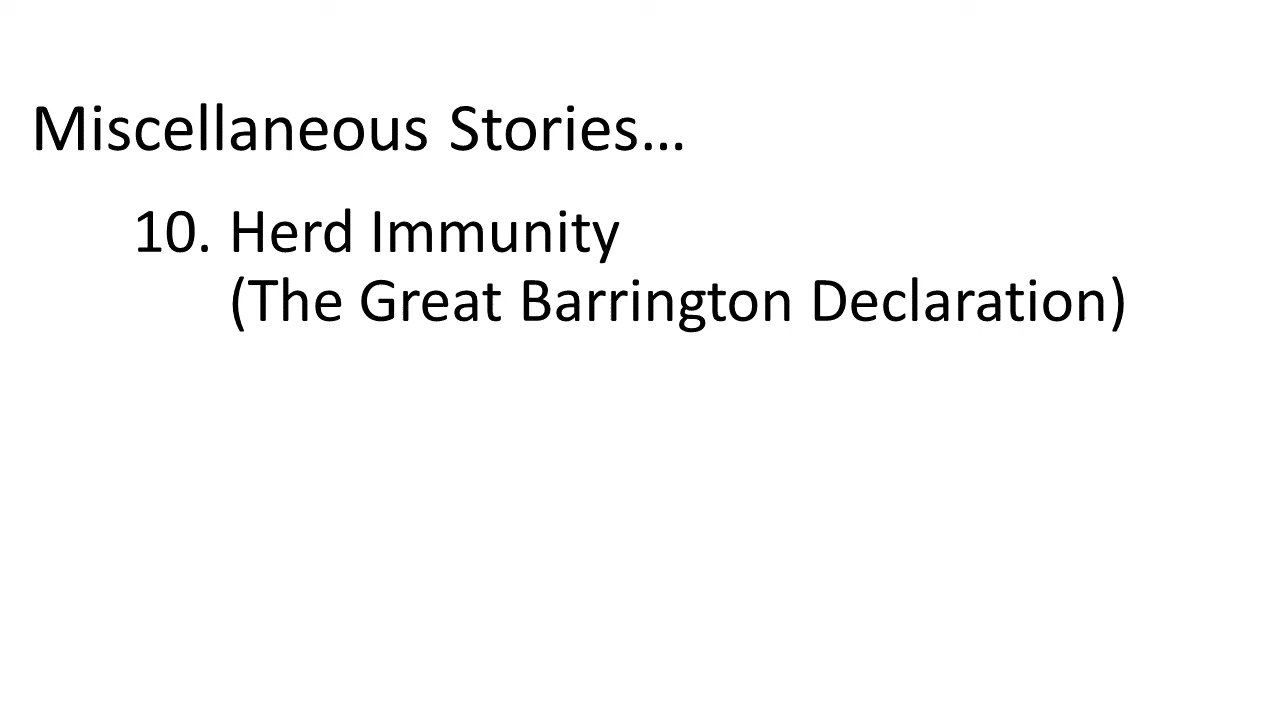 Miscellaneous Stories…
10. Herd Immunity
(The Great Barrington Declaration)